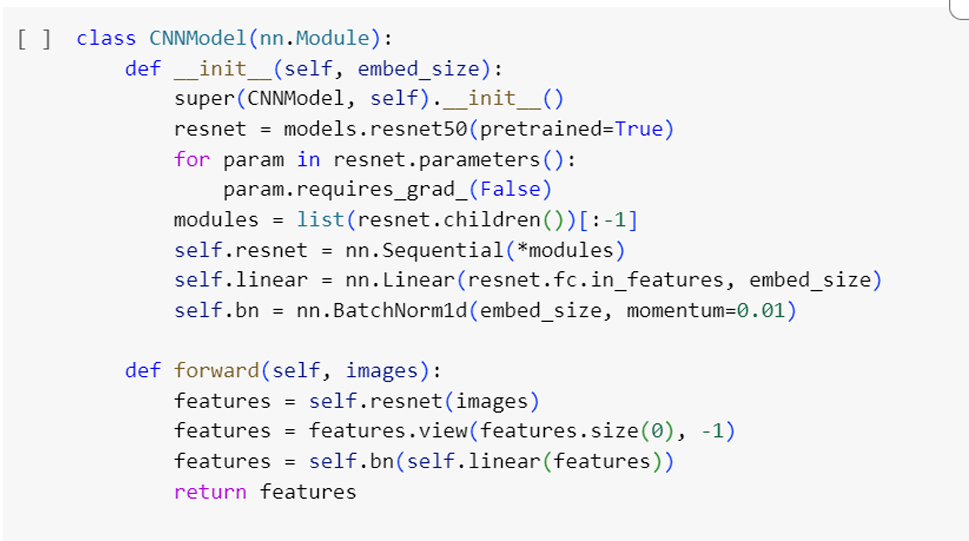 [ ] class CNNModel(nn.Module):
    def __init__(self, embed_size):
        super(CNNModel, self).__init__()
        resnet = models.resnet50(pretrained=True)
        for param in resnet.parameters():
            param.requires_grad_(False)
        modules = list(resnet.children())[:-1]
        self.resnet = nn.Sequential(*modules)
        self.linear = nn.Linear(resnet.fc.in_features, embed_size)
        self.bn = nn.BatchNorm1d(embed_size, momentum=0.01)
    def forward(self, images):
        features = self.resnet(images)
        features = features.view(features.size(0), -1)
        features = self.bn(self.linear(features))
        return features